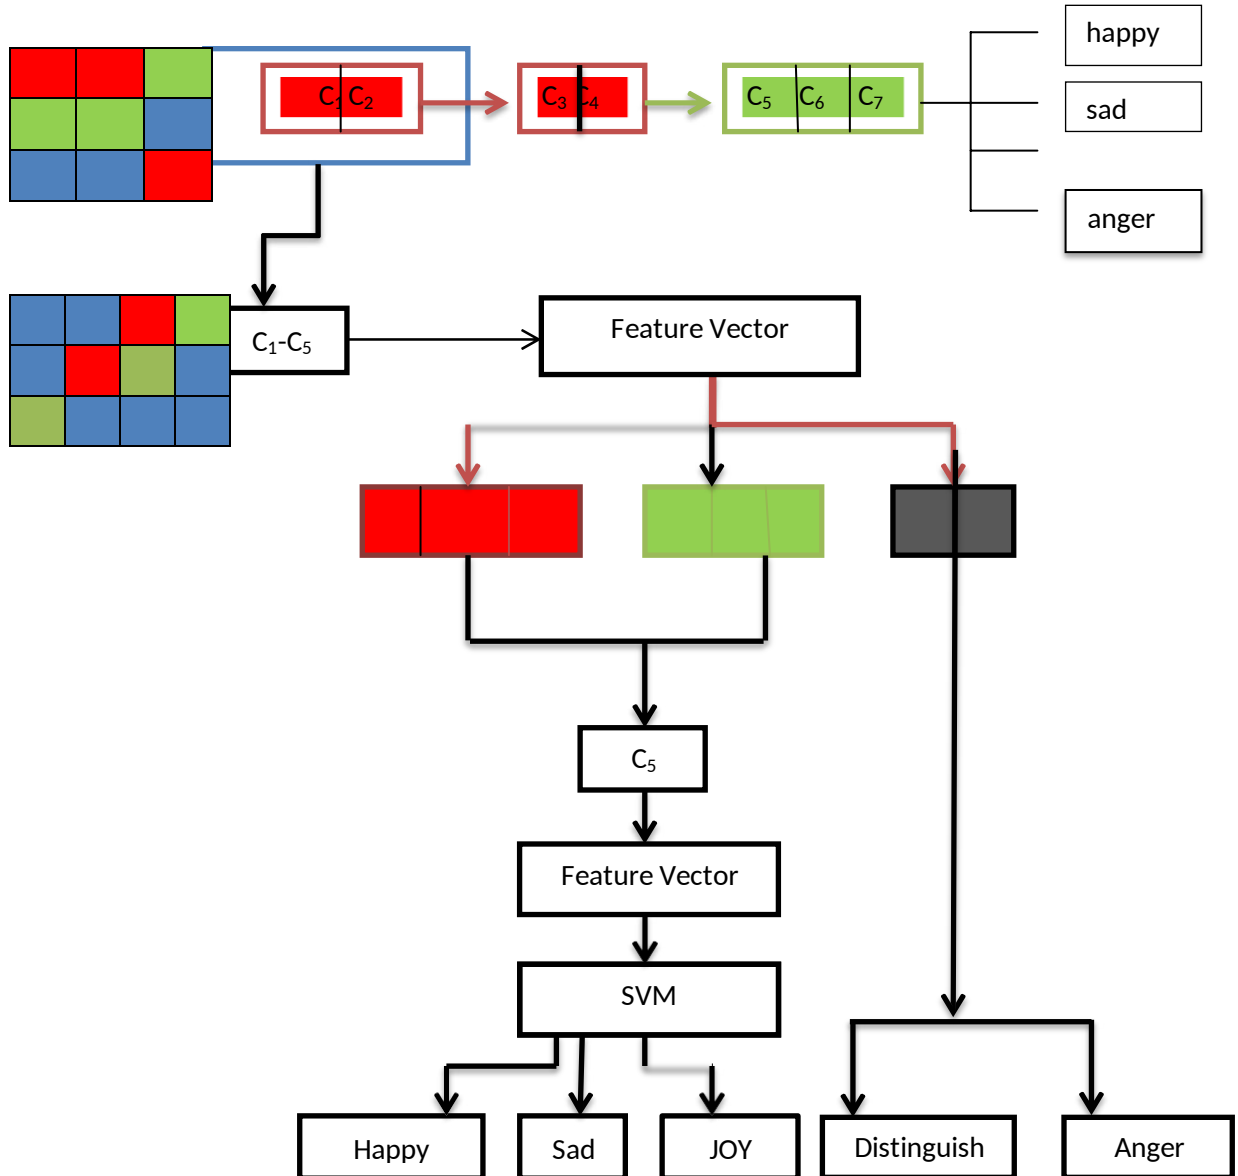 happy
C₁ C₂
C₃ C₄
C₅ C₆ C₇
sad
anger
C₁-C₅
Feature Vector
C₅
Feature Vector
SVM
Happy
Sad
JOY
Distinguish
Anger